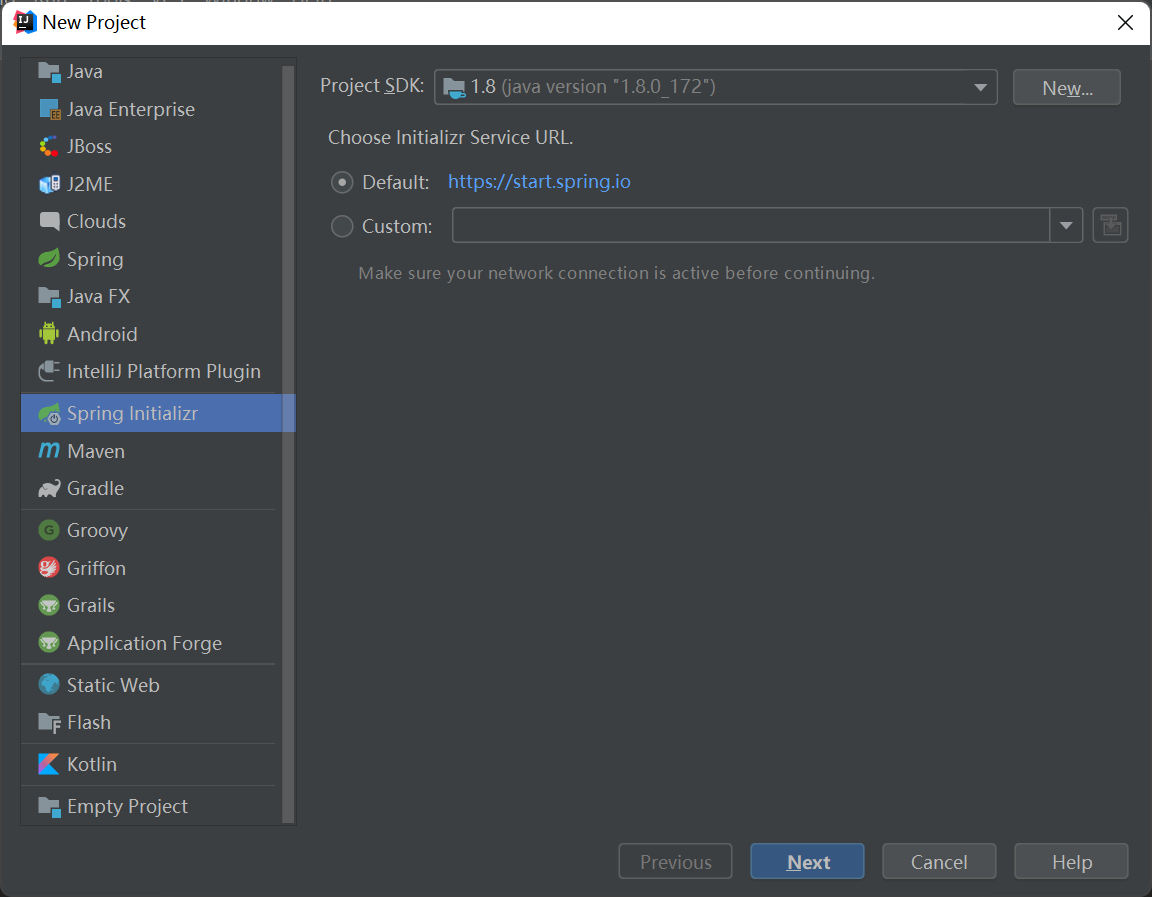 New Project
Java
Java Enterprise
JBoss
J2ME
Clouds
Spring
Java FX
Android
IntelliJ Platform Plugin
Spring Initializr
Maven
Gradle
Groovy
Griffon
Grails
Application Forge
Static Web
Flash
Kotlin
Empty Project
Project SDK: 1.8 (java version "1.8.0_172") New...
Choose Initializr Service URL.
Default: https://start.spring.io
Custom:
Make sure your network connection is active before continuing.
Previous Next Cancel Help